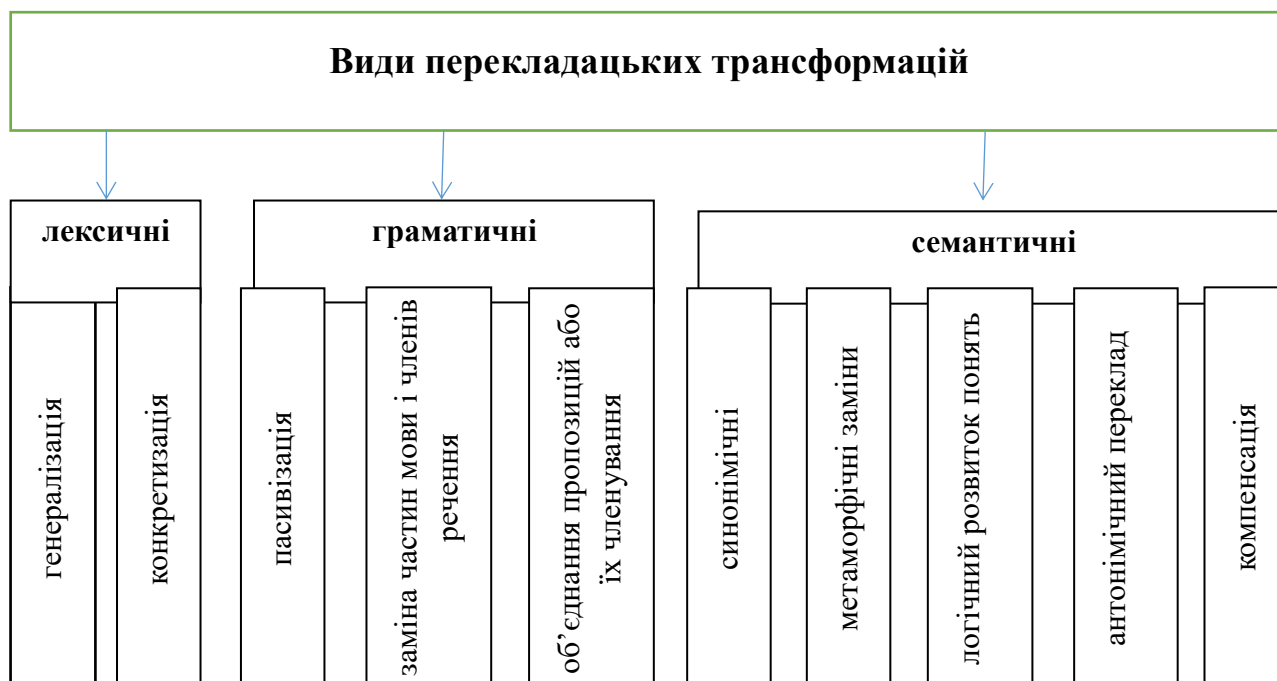 Види перекладацьких трансформацій
лексичні
граматичні
семантичні
генералізація
конкретизація
пасивізація
заміна частин мови і членів
речення
об’єднання пропозицій або
їх членування
синонімічні
метаморфічні заміни
логічний розвиток понять
антонімічний переклад
компенсація